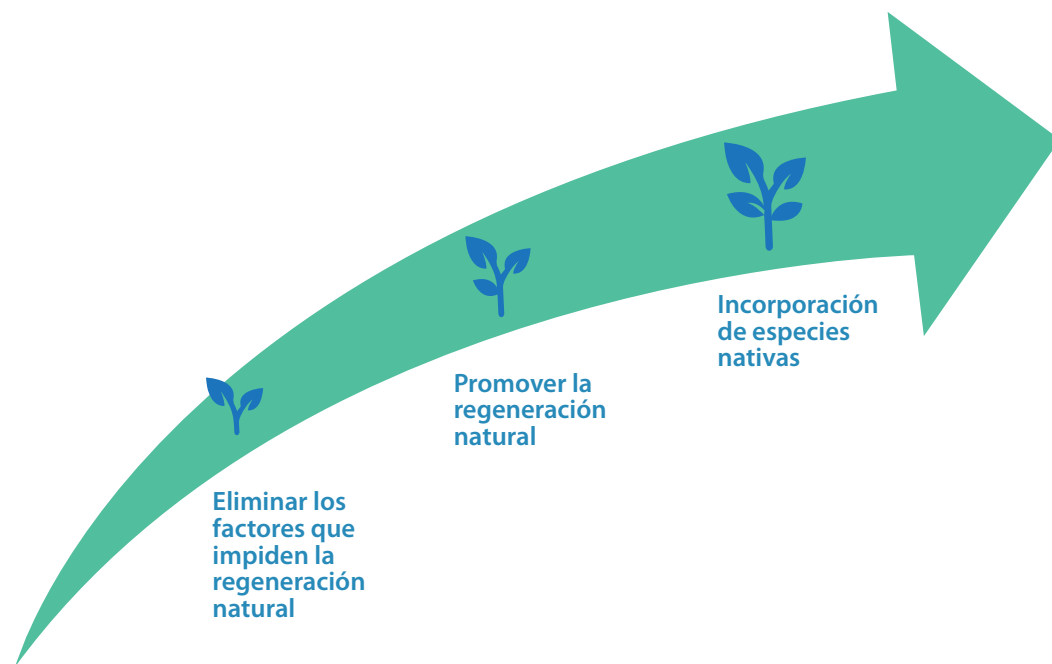 Eliminar los
factores que
impiden la
regeneración
natural
Promover la
regeneración
natural
Incorporación
de especies
nativas